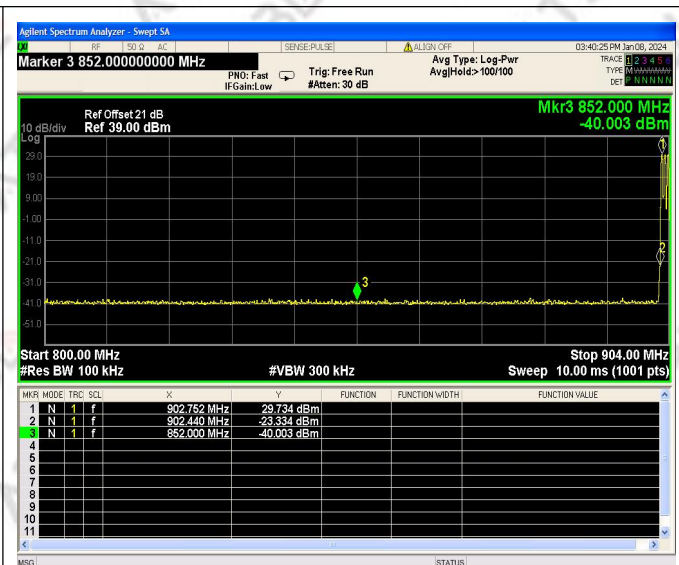 Agilent Spectrum Analyzer - Swept SA
LXI RF 50 Ω AC SENSE:PULSE ALIGN OFF 03:40:25 PM Jan 08, 2024
Marker 3 852.000000000 MHz
PNO: Fast Trig: Free Run Avg Type: Log-Pwr TRACE 1 2 3 4 5 6
IFGain:Low #Atten: 30 dB Avg|Hold:>100/100 TYPE M
DET P N N N N N
Mkr3 852.000 MHz
-40.003 dBm
Ref Offset 21 dB
10 dB/div Ref 39.00 dBm
Log
1
29.0
19.0
9.00
-1.00
-11.0
2
-21.0
3
-31.0
-41.0
-51.0
Start 800.00 MHz Stop 904.00 MHz
#Res BW 100 kHz #VBW 300 kHz Sweep 10.00 ms (1001 pts)
MKR MODE TRC SCL X Y FUNCTION FUNCTION WIDTH FUNCTION VALUE
1 N 1 f 902.752 MHz 29.734 dBm
2 N 1 f 902.440 MHz -23.334 dBm
3 N 1 f 852.000 MHz -40.003 dBm
4
5
6
7
8
9
10
11
MSG STATUS